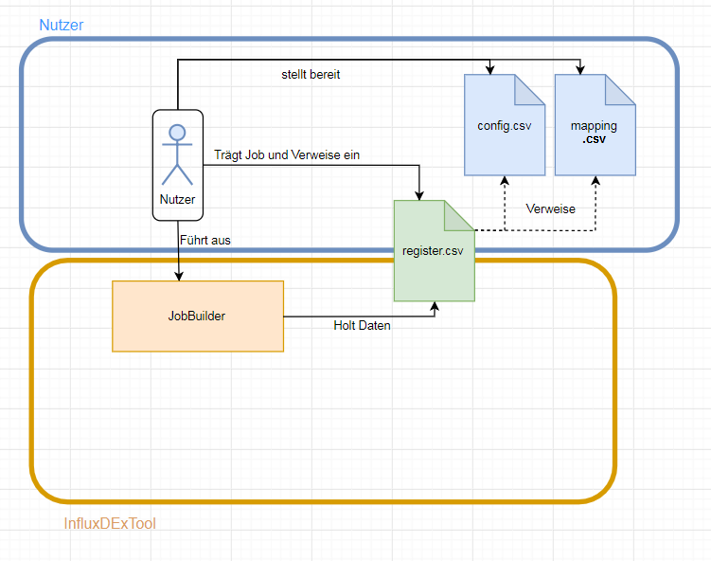 Nutzer
stellt bereit
config.csv
mapping
.csv
Trägt Job und Verweise ein
Nutzer
Verweise
Führt aus
register.csv
JobBuilder
Holt Daten
InfluxDExTool